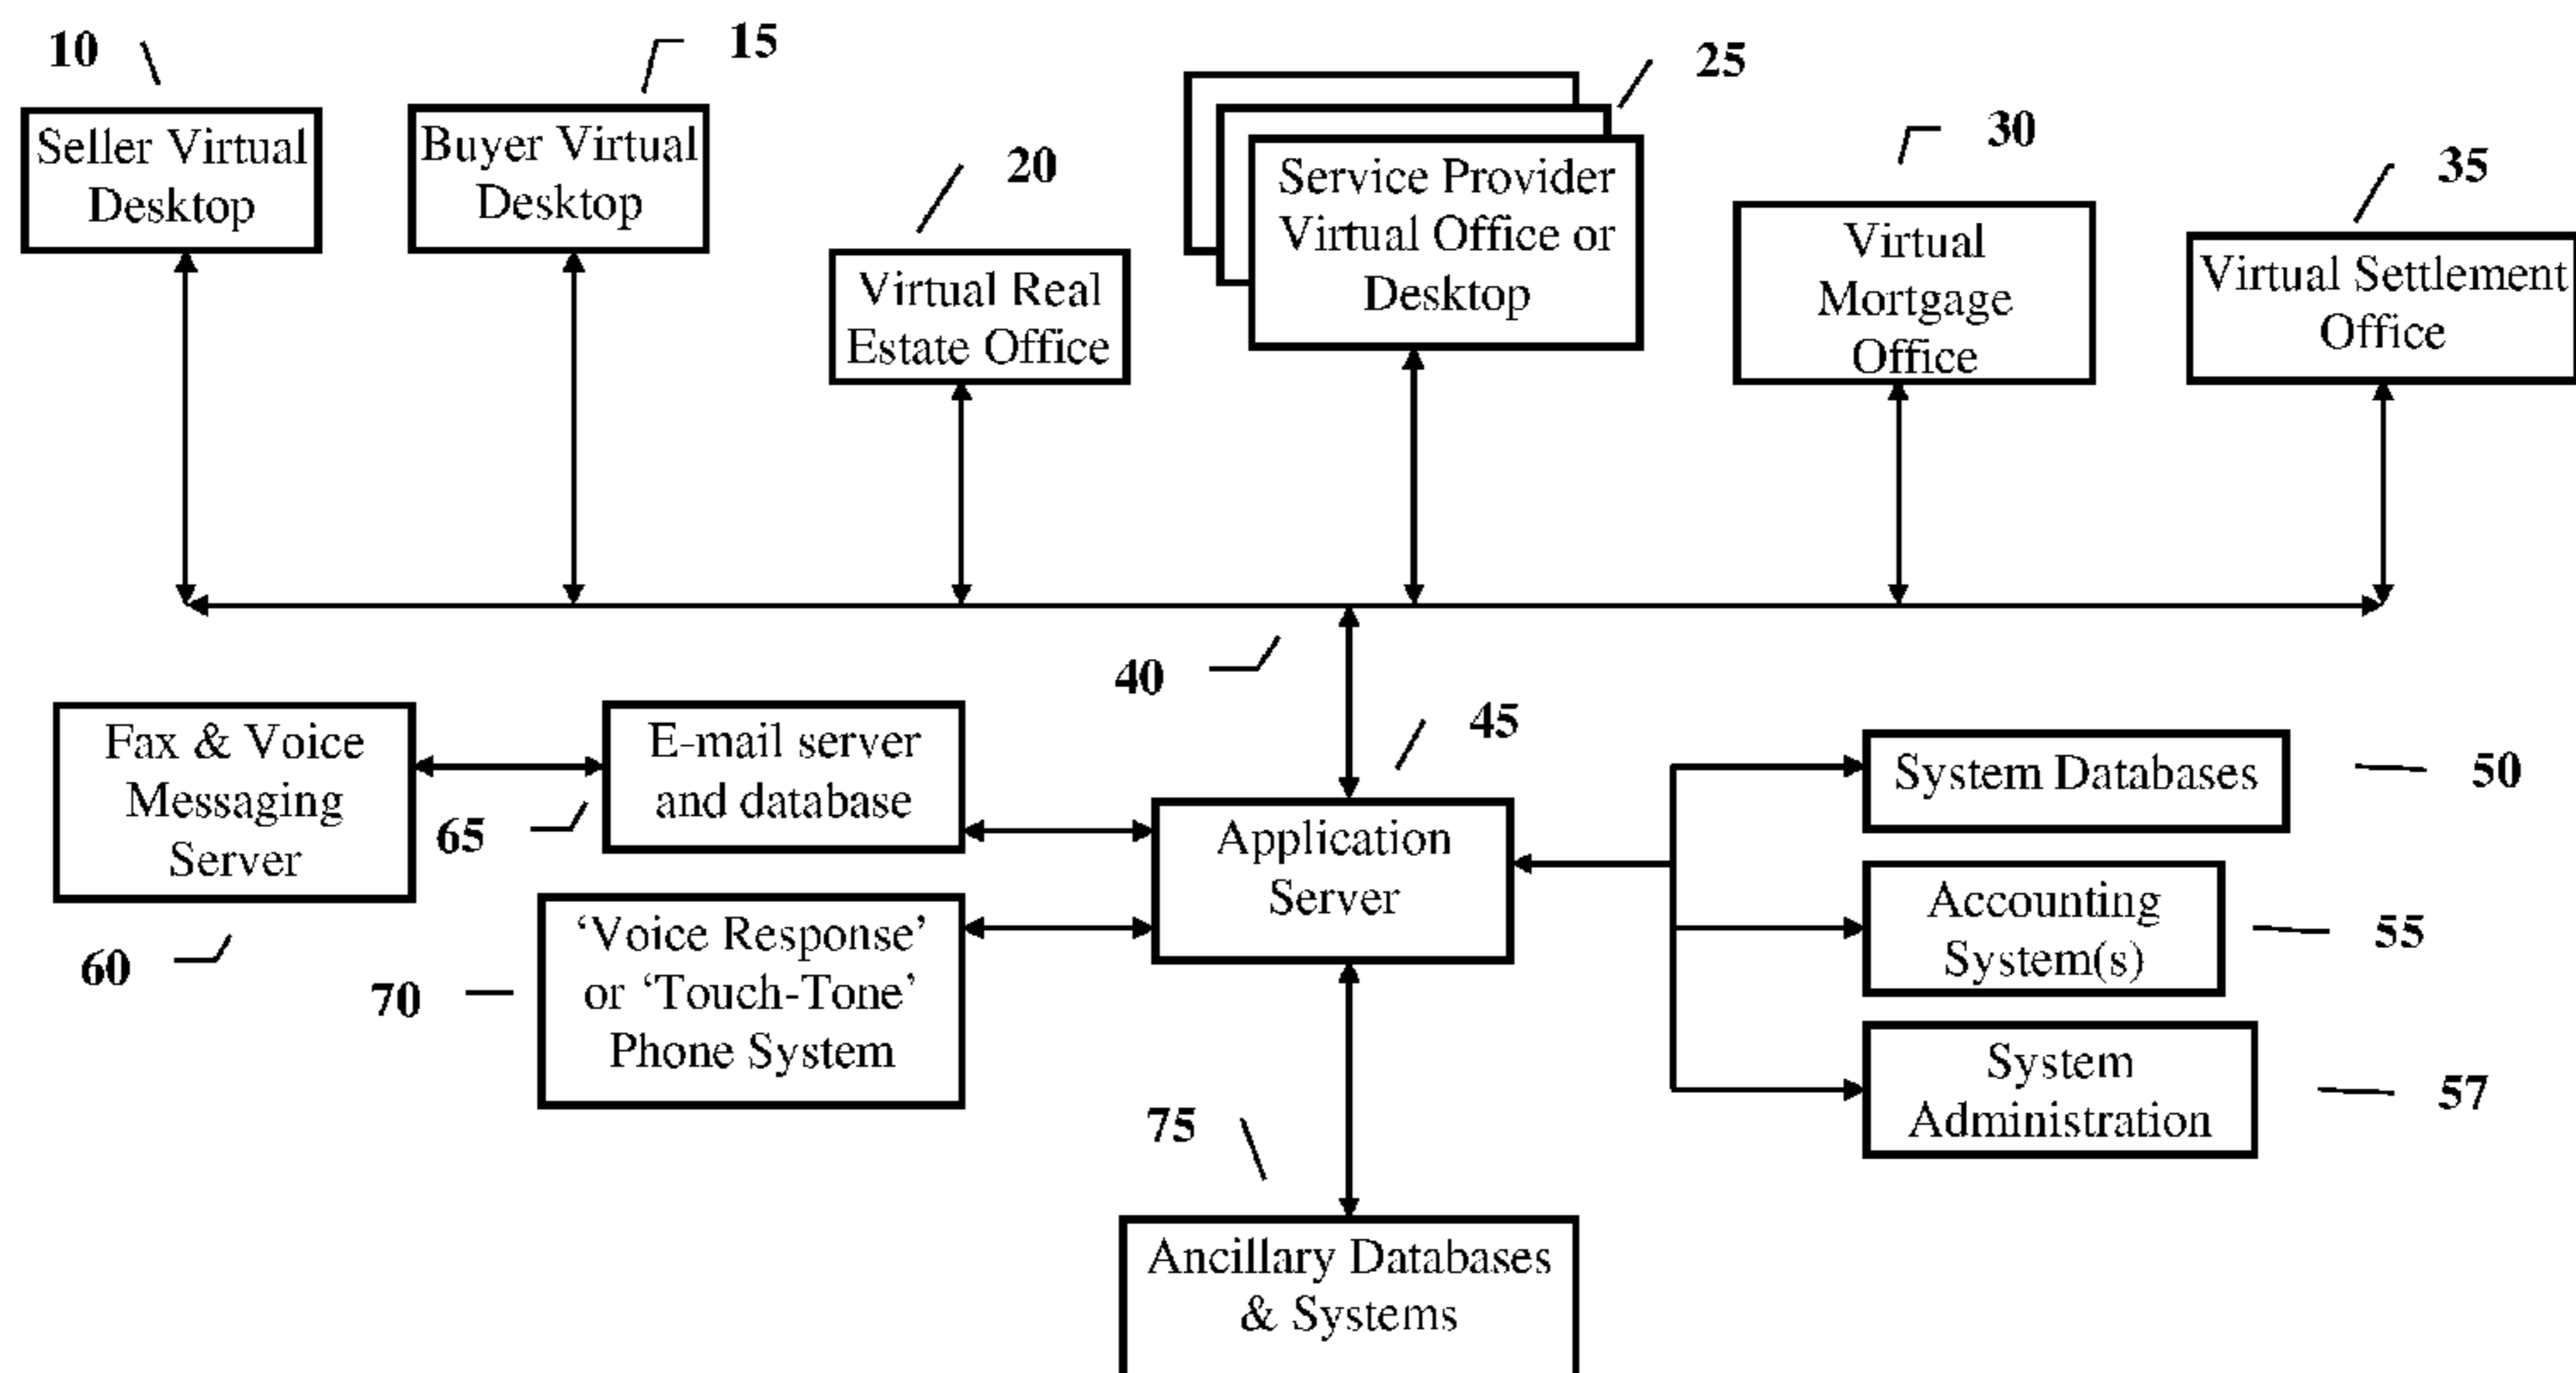 10
15
25
30
20
35
Seller Virtual
Desktop
Buyer Virtual
Desktop
Virtual Real
Estate Office
Service Provider
Virtual Office or
Desktop
Virtual
Mortgage
Office
Virtual Settlement
Office
40
45
Fax & Voice
Messaging
Server
60
E-mail server
and database
65
‘Voice Response’
or ‘Touch-Tone’
Phone System
70
Application
Server
System Databases
50
Accounting
System(s)
55
System
Administration
57
75
Ancillary Databases
& Systems